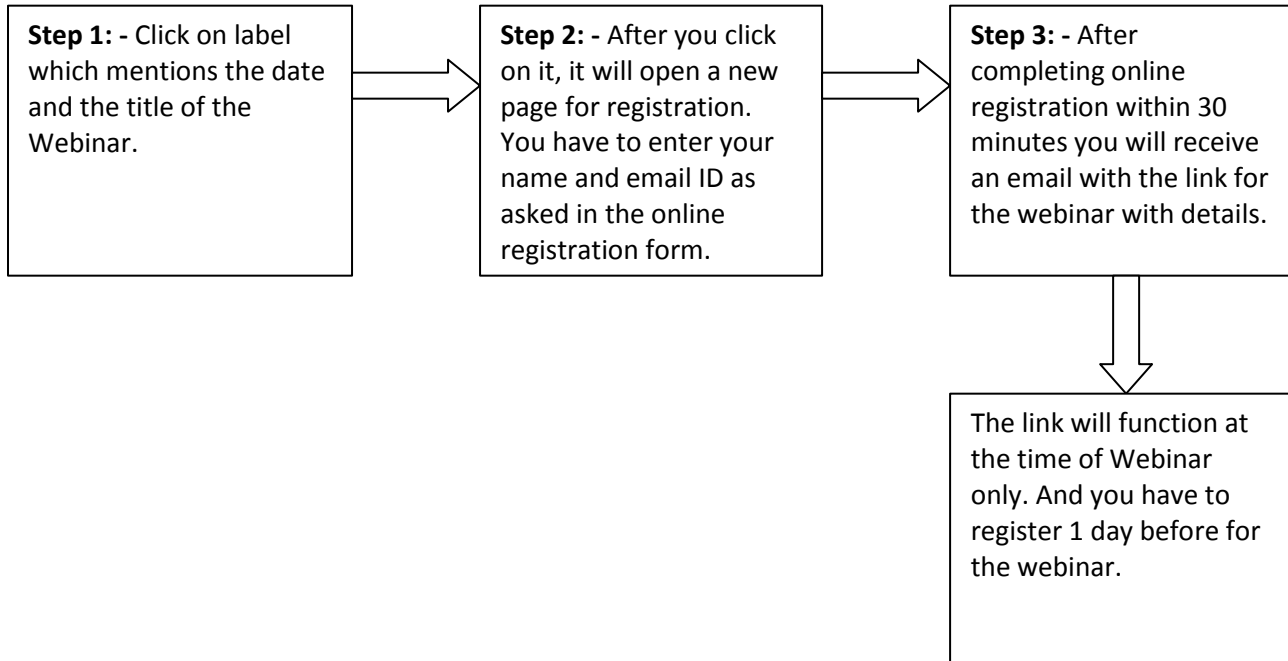 Step 1: - Click on label
which mentions the date
and the title of the
Webinar.
Step 2: - After you click
on it, it will open a new
page for registration.
You have to enter your
name and email ID as
asked in the online
registration form.
Step 3: - After
completing online
registration within 30
minutes you will receive
an email with the link for
the webinar with details.
The link will function at
the time of Webinar
only. And you have to
register 1 day before for
the webinar.